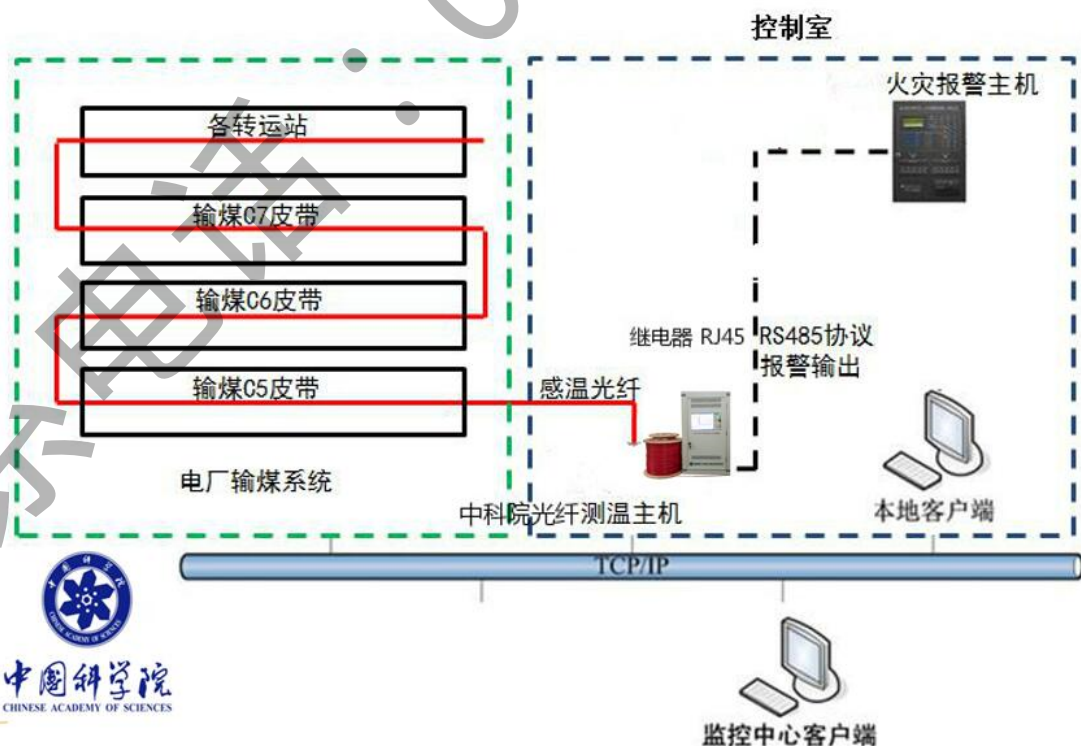 控制室
火灾报警主机
各转运站
输煤C7皮带
输煤C6皮带
继电器 RJ45
RS485协议
报警输出
输煤C5皮带
感温光纤
电厂输煤系统
中科院光纤测温主机
本地客户端
TCP/IP
中国科学院
CHINESE ACADEMY OF SCIENCES
监控中心客户端